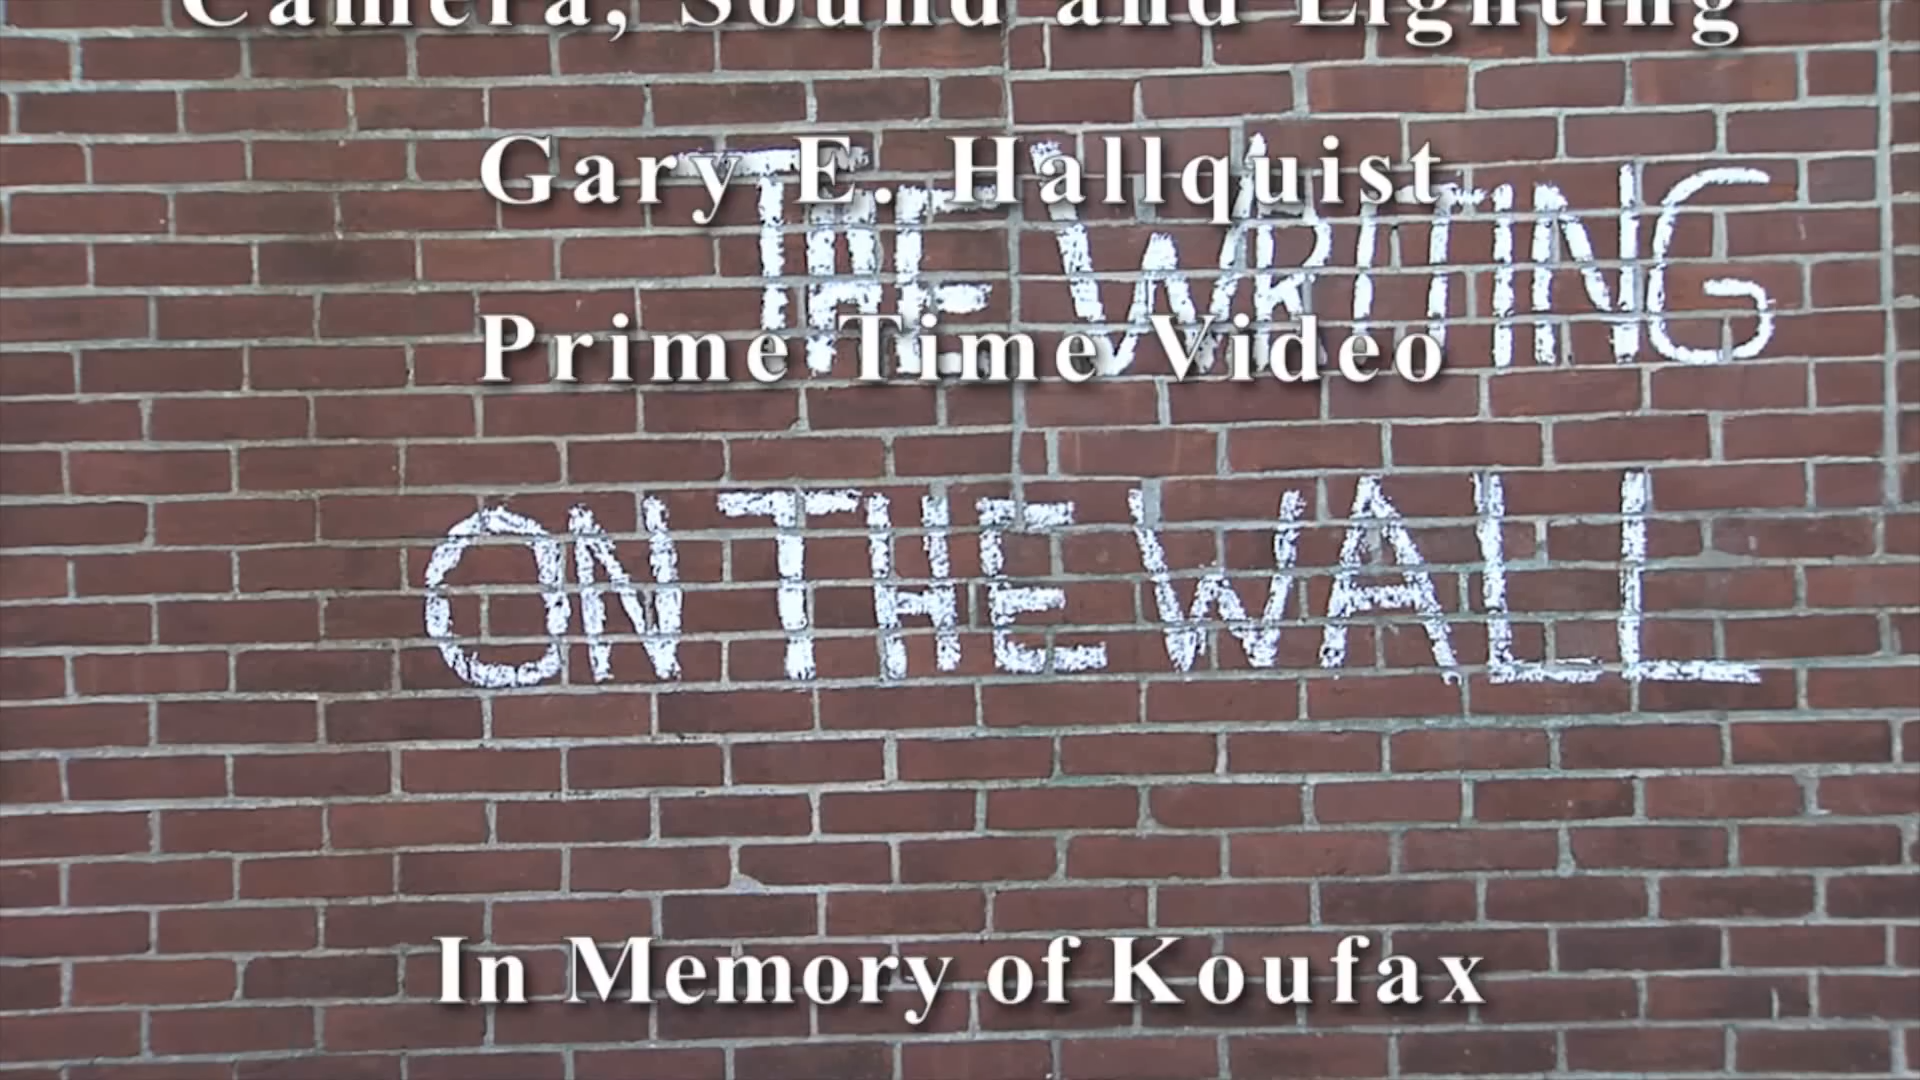 Camera, Sound and Lighting
Gary E. Hallquist
THE WRITING
Prime Time Video
ON THE WALL
In Memory of Koufax